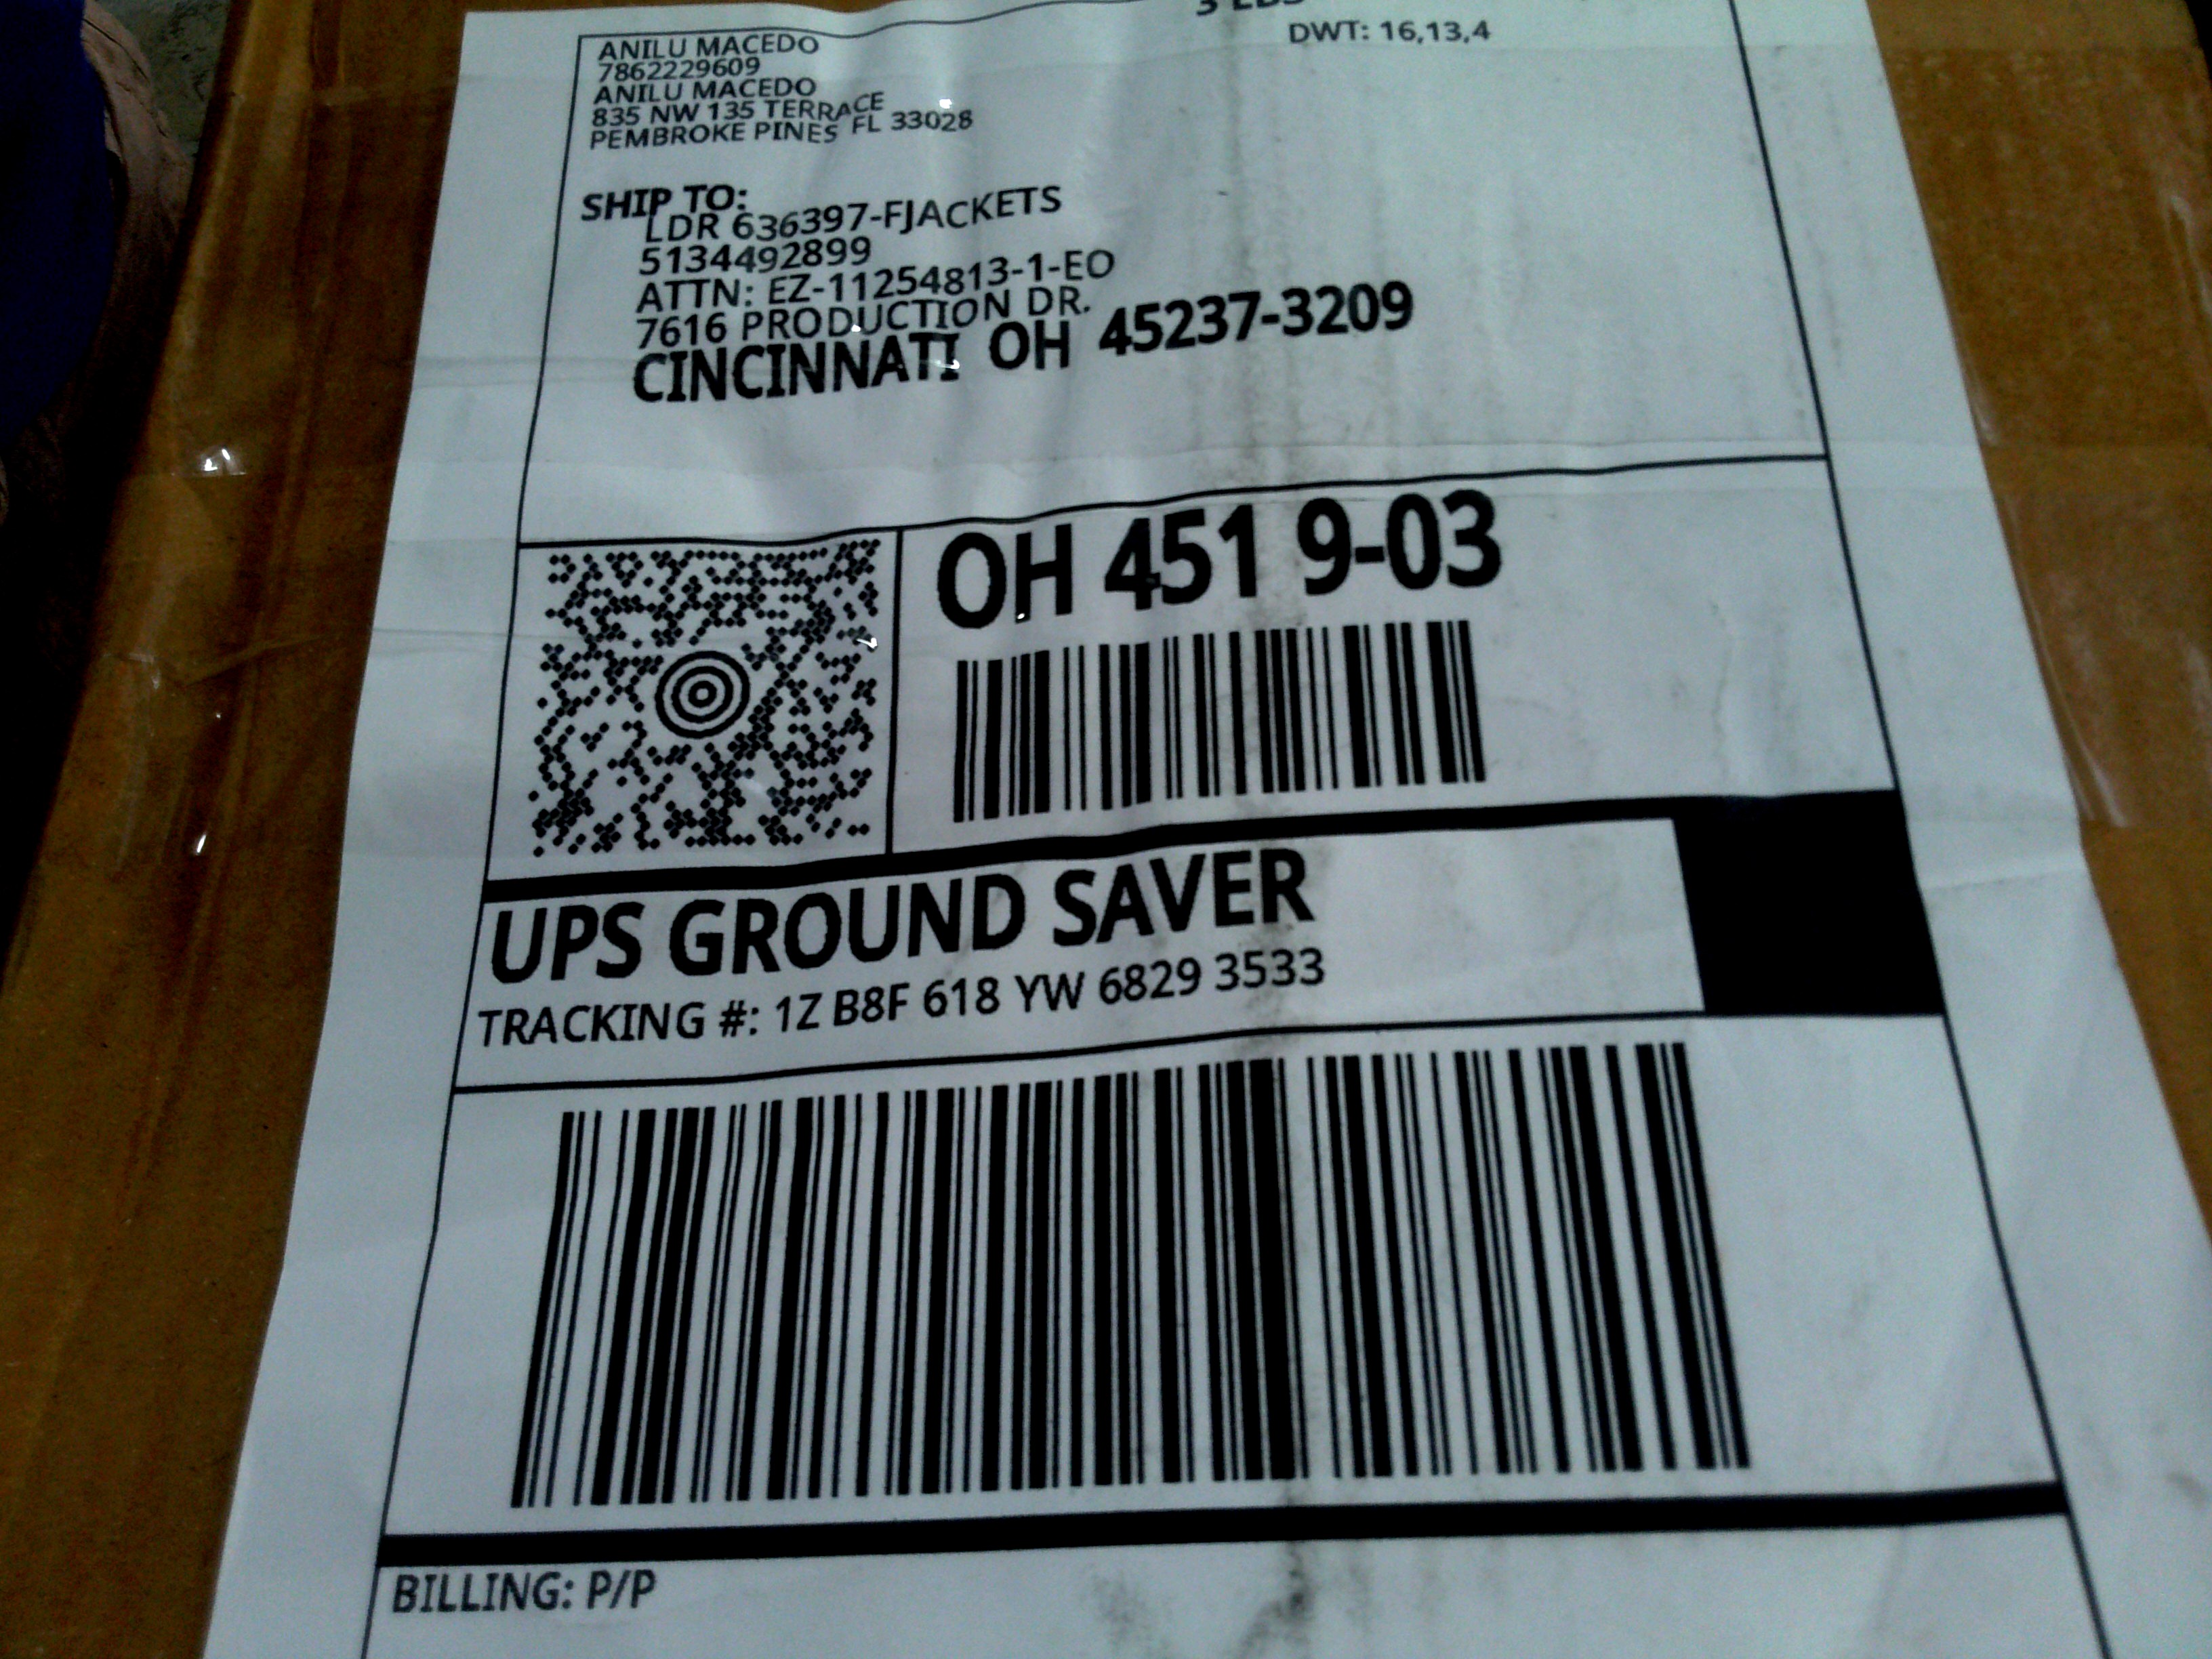 3 LBS
DWT: 16,13,4
ANILU MACEDO
7862229609
ANILU MACEDO
835 NW 135 TERRACE
PEMBROKE PINES FL 33028
SHIP TO:
LDR 636397-FJACKETS
5134492899
ATTN: EZ-11254813-1-EO
7616 PRODUCTION DR.
CINCINNATI OH 45237-3209
OH 451 9-03
UPS GROUND SAVER
TRACKING #: 1Z B8F 618 YW 6829 3533
BILLING: P/P